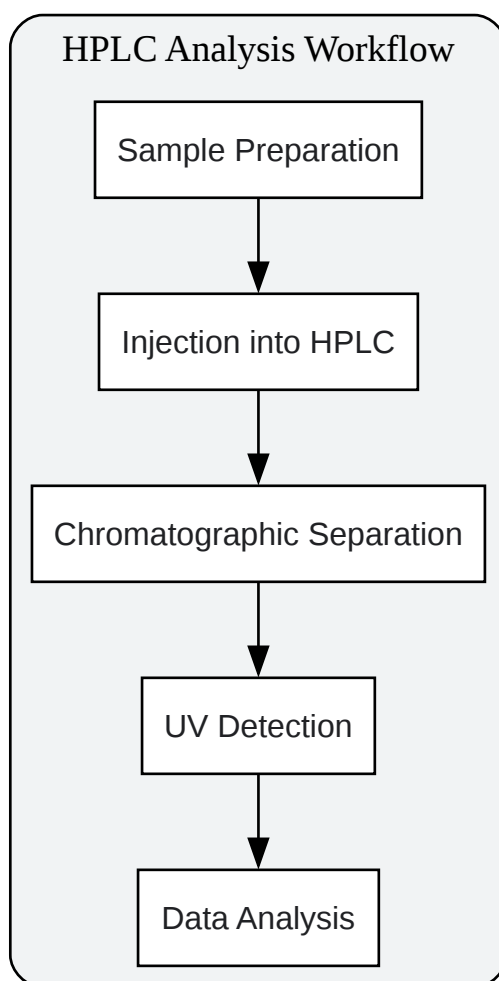 HPLC Analysis Workflow
Sample Preparation
Injection into HPLC
Chromatographic Separation
UV Detection
Data Analysis